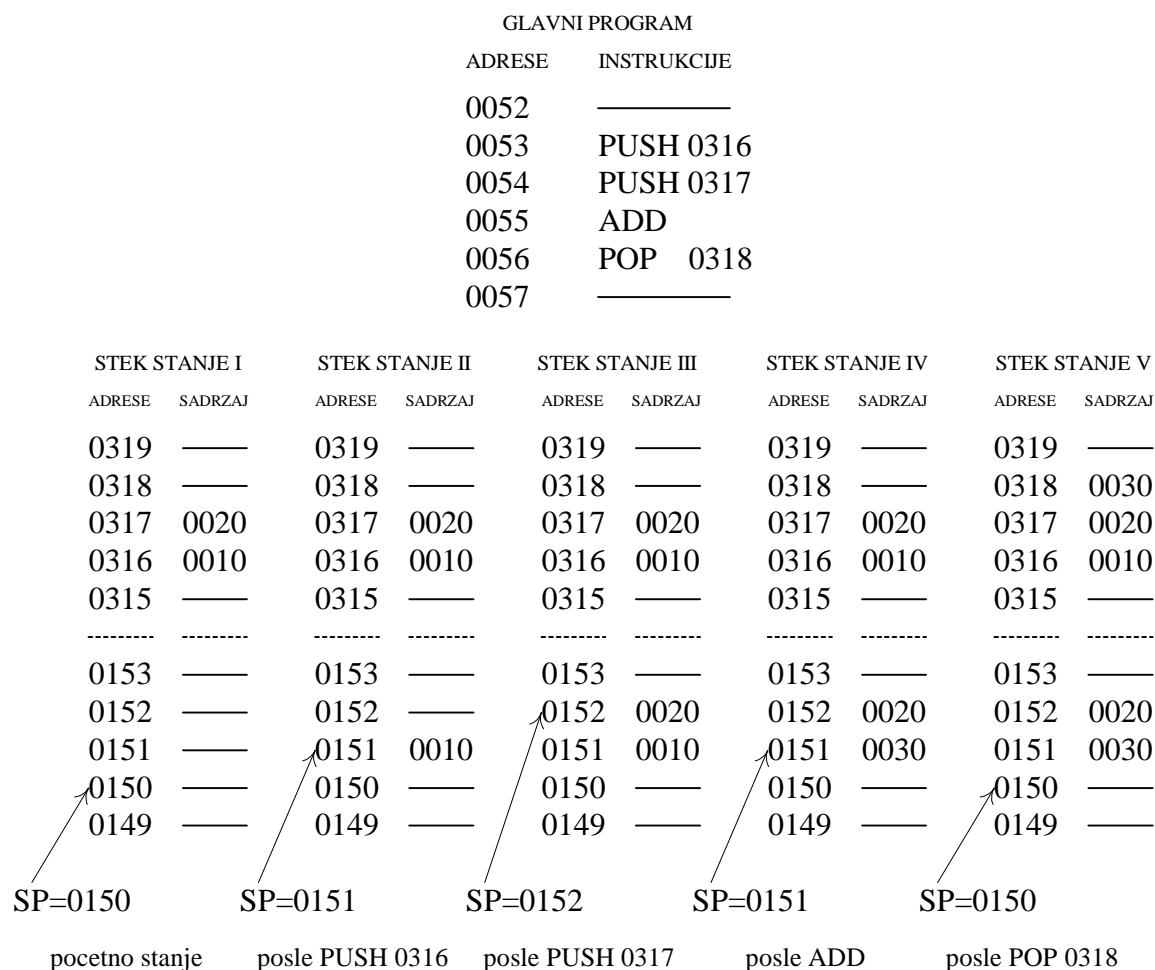 GLAVNI PROGRAM
ADRESE INSTRUKCIJE
0052
0053 PUSH 0316
0054 PUSH 0317
0055 ADD
0056 POP 0318
0057
STEK STANJE I STEK STANJE II STEK STANJE III STEK STANJE IV STEK STANJE V
ADRESE SADRZAJ ADRESE SADRZAJ ADRESE SADRZAJ ADRESE SADRZAJ ADRESE SADRZAJ
0319 0319 0319 0319 0319
0318 0318 0318 0318 0318 0030
0317 0020 0317 0020 0317 0020 0317 0020 0317 0020
0316 0010 0316 0010 0316 0010 0316 0010 0316 0010
0315 0315 0315 0315 0315
0153 0153 0153 0153 0153
0152 0152 0152 0020 0152 0020 0152 0020
0151 0151 0010 0151 0010 0151 0030 0151 0030
0150 0150 0150 0150 0150
0149 0149 0149 0149 0149
SP=0150 SP=0151 SP=0152 SP=0151 SP=0150
pocetno stanje posle PUSH 0316 posle PUSH 0317 posle ADD posle POP 0318